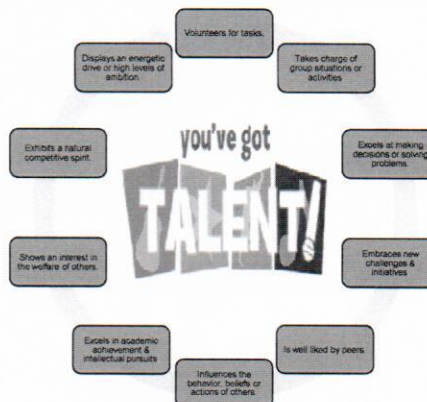 Volunteers for tasks.
Displays an energetic
drive or high levels of
ambition.
Takes charge of
group situations or
activities
you've got
TALENT!
Exhibits a natural
competitive spirit.
Excels at making
decisions or solving
problems.
Shows an interest in
the welfare of others.
Embraces new
challenges &
initiatives
Excels in academic
achievement &
intellectual pursuits
Is well liked by peers.
Influences the
behavior, beliefs or
actions of others.